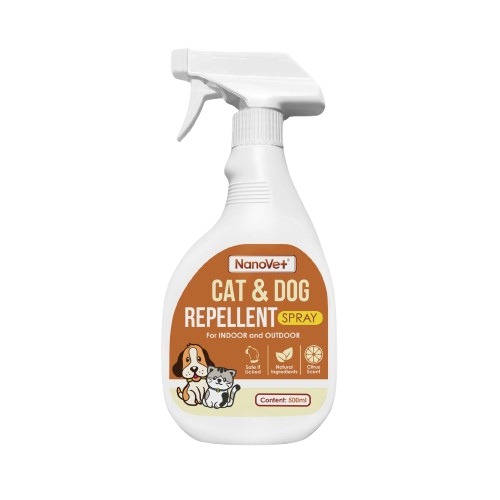 NanoVet®
CAT & DOG
REPELLENT SPRAY
For INDOOR and OUTDOOR
Safe if
licked
Natural
Ingredients
Citrus
Scent
Content: 500ml